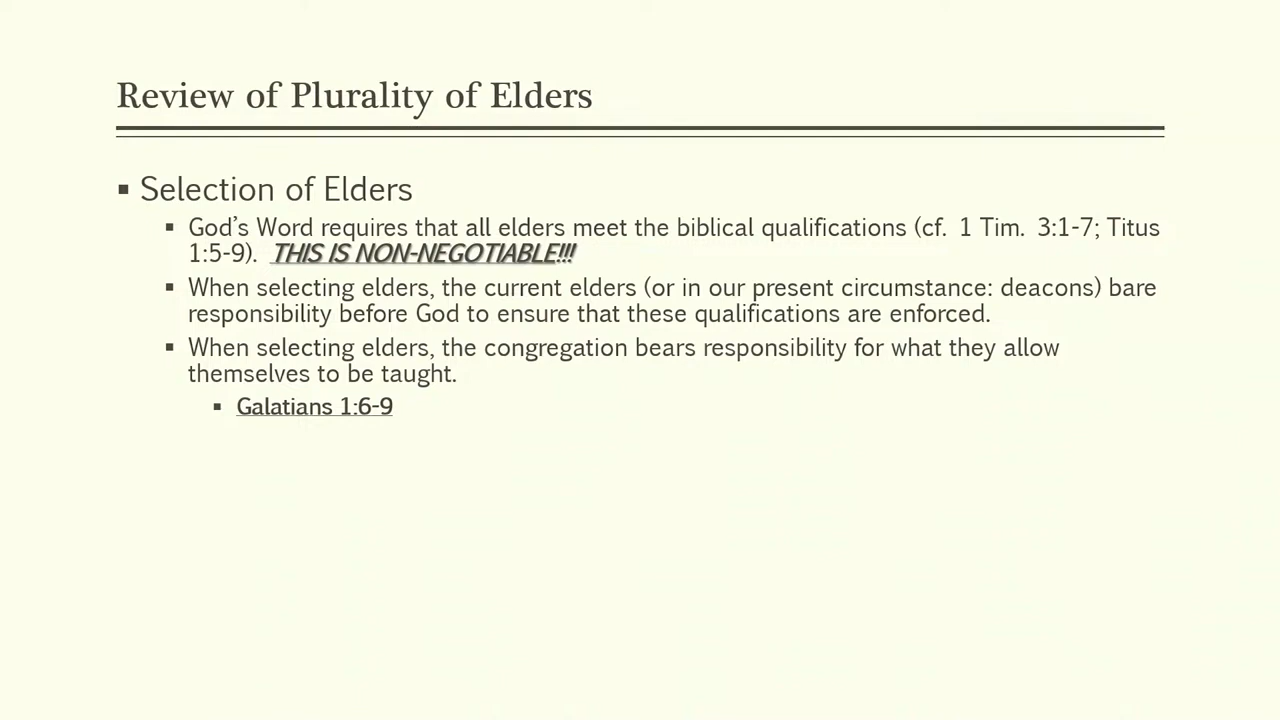 Review of Plurality of Elders
▪ Selection of Elders
▪ God’s Word requires that all elders meet the biblical qualifications (cf. 1 Tim. 3:1-7; Titus
1:5-9). THIS IS NON-NEGOTIABLE!!!
▪ When selecting elders, the current elders (or in our present circumstance: deacons) bare
responsibility before God to ensure that these qualifications are enforced.
▪ When selecting elders, the congregation bears responsibility for what they allow
themselves to be taught.
▪ Galatians 1:6-9